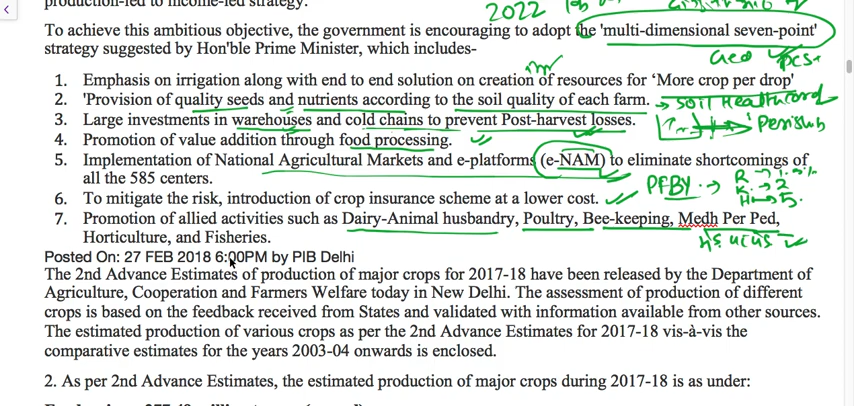 production-led to income-led strategy.
2022
To achieve this ambitious objective, the government is encouraging to adopt the 'multi-dimensional seven-point'
strategy suggested by Hon'ble Prime Minister, which includes-
1. Emphasis on irrigation along with end to end solution on creation of resources for ‘More crop per drop'
2. 'Provision of quality seeds and nutrients according to the soil quality of each farm. → Soil Health Card
3. Large investments in warehouses and cold chains to prevent Post-harvest losses.
4. Promotion of value addition through food processing.
5. Implementation of National Agricultural Markets and e-platforms (e-NAM) to eliminate shortcomings of
all the 585 centers.
6. To mitigate the risk, introduction of crop insurance scheme at a lower cost.
PFBY → R → 1.5%
K → 2
H → 5
7. Promotion of allied activities such as Dairy-Animal husbandry, Poultry, Bee-keeping, Medh Per Ped,
Horticulture, and Fisheries.
Posted On: 27 FEB 2018 6:00PM by PIB Delhi
The 2nd Advance Estimates of production of major crops for 2017-18 have been released by the Department of
Agriculture, Cooperation and Farmers Welfare today in New Delhi. The assessment of production of different
crops is based on the feedback received from States and validated with information available from other sources.
The estimated production of various crops as per the 2nd Advance Estimates for 2017-18 vis-à-vis the
comparative estimates for the years 2003-04 onwards is enclosed.
2. As per 2nd Advance Estimates, the estimated production of major crops during 2017-18 is as under: